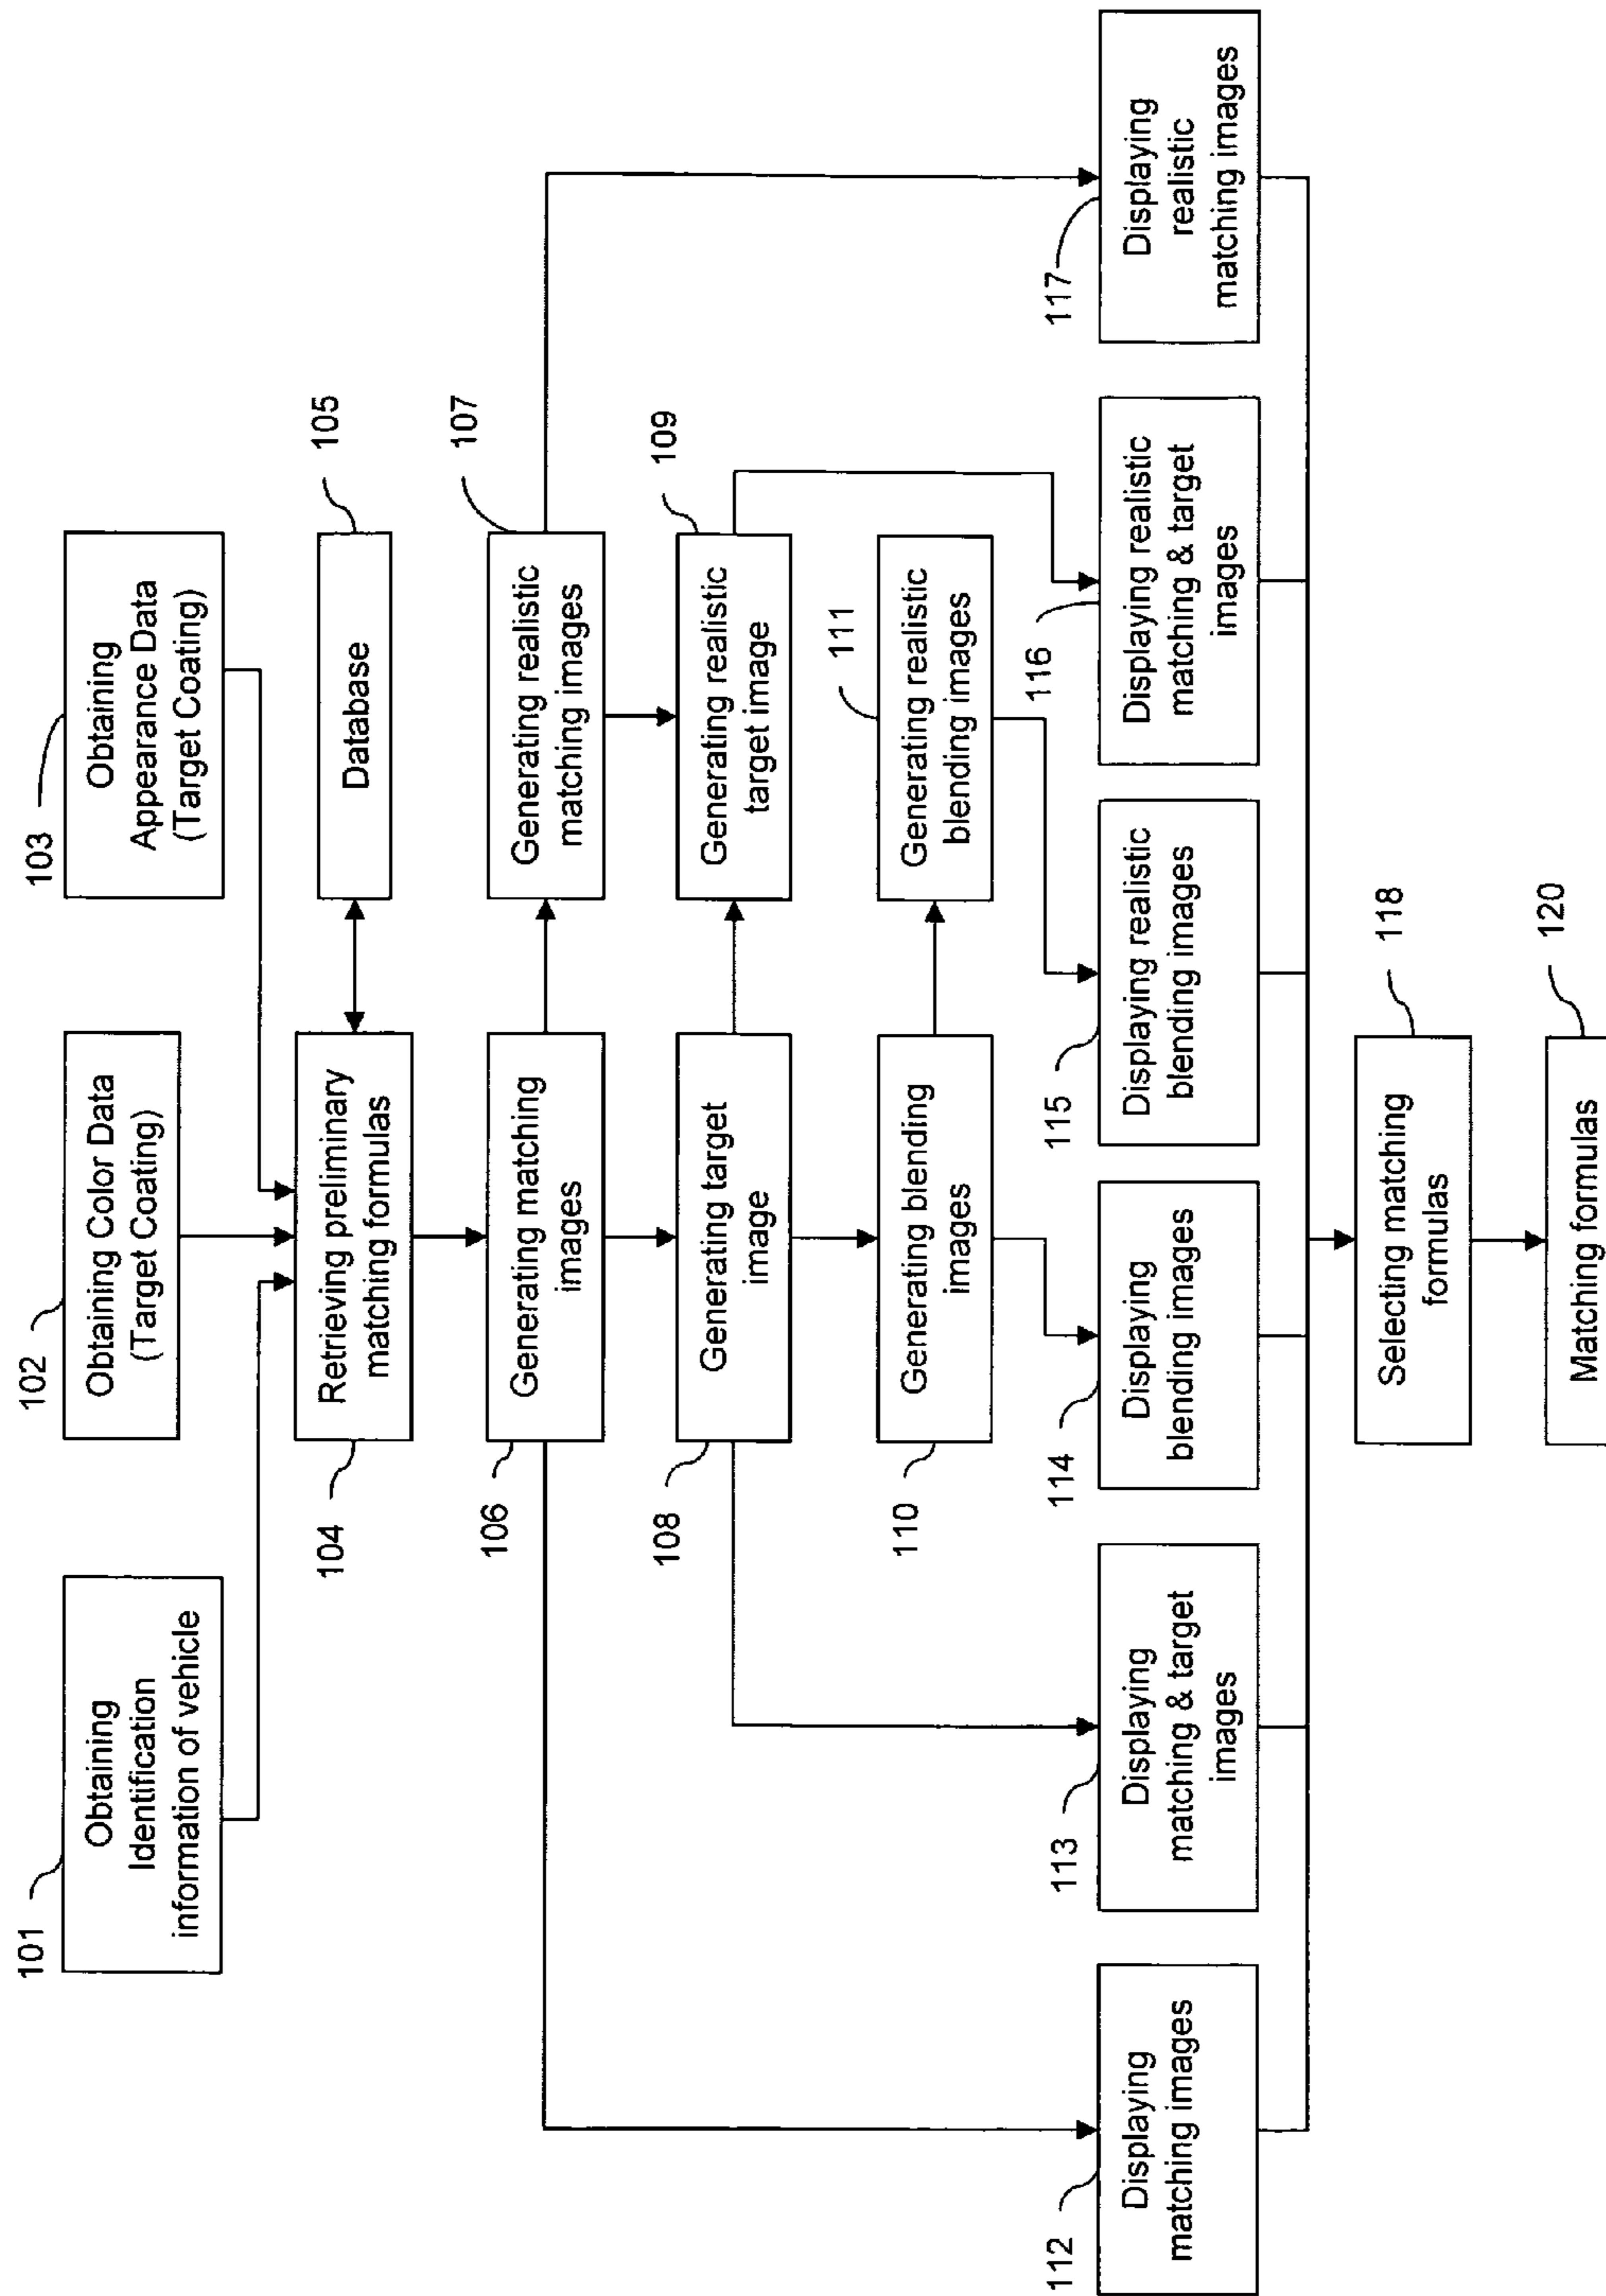 101
Obtaining
Identification
information of vehicle
102
Obtaining Color Data
(Target Coating)
103
Obtaining
Appearance Data
(Target Coating)
104
Retrieving preliminary
matching formulas
Database
105
106
Generating matching
images
Generating realistic
matching images
107
108
Generating target
image
Generating realistic
target image
109
110
Generating blending
images
Generating realistic
blending images
111
112
Displaying
matching images
113
Displaying
matching & target
images
114
Displaying
blending images
115
Displaying realistic
blending images
116
Displaying realistic
matching & target
images
117
Displaying
realistic
matching images
Selecting matching
formulas
118
Matching formulas
120